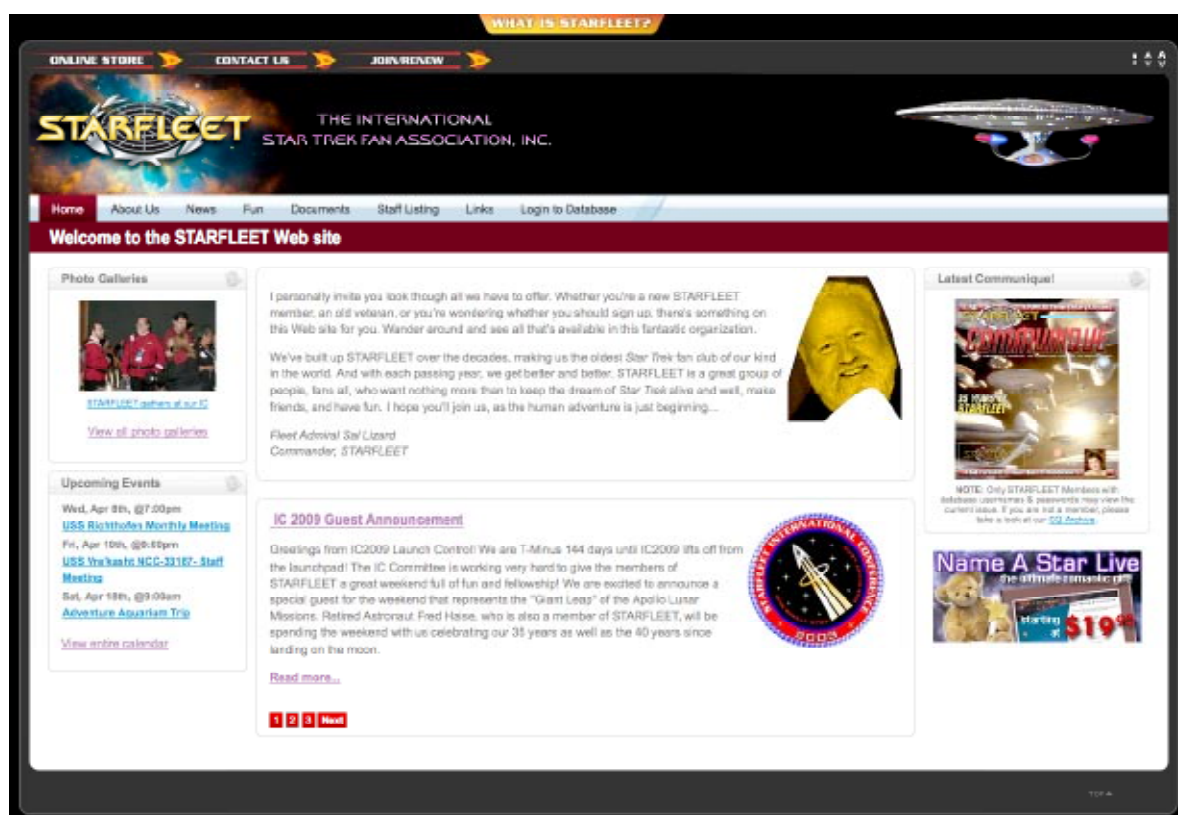 WHAT IS STARFLEET?
ONLINE STORE
CONTACT US
JOIN/RENEW
STARFLEET
THE INTERNATIONAL
STAR TREK FAN ASSOCIATION, INC.
Home
About Us
News
Fun
Documents
Staff Listing
Links
Login to Database
Welcome to the STARFLEET Web site
Photo Galleries
STARFLEET gathers at our IC
View all photo galleries
Upcoming Events
Wed, Apr 8th, @7:00pm
USS Richthofen Monthly Meeting
Fri, Apr 10th,
USS Vre'kasht NCC-33187- Staff
Meeting
Sat, Apr 18th, @9:00am
Adventure Aquarium Trip
View entire calendar
I personally invite you look though all we have to offer. Whether you're a new STARFLEET
member, an old veteran, or you're wondering whether you should sign up, there's something on
this Web site for you. Wander around and see all that's available in this fantastic organization.
We've built up STARFLEET over the decades, making us the oldest Star Trek fan club of our kind
in the world. And with each passing year, we get better and better. STARFLEET is a great group of
people, fans all, who want nothing more than to keep the dream of Star Trek alive and well, make
friends, and have fun. I hope you'll join us, as the human adventure is just beginning...
Fleet Admiral Sal Lizard
Commander, STARFLEET
IC 2009 Guest Announcement
Greetings from IC2009 Launch Control! We are T-Minus 144 days until IC2009 lifts off from
the launchpad! The IC Committee is working very hard to give the members of
STARFLEET a great weekend full of fun and fellowship! We are excited to announce a
special guest for the weekend that represents the "Giant Leap" of the Apollo Lunar
Missions. Retired Astronaut Fred Haise, who is also a member of STARFLEET, will be
spending the weekend with us celebrating our 35 years as well as the 40 years since
landing on the moon.
Read more...
1 2 3 Next
STARFLEET INTERNATIONAL CONFERENCE
Latest Communique!
STARFLEET
COMMUNIQUE
35 YEARS OF
STARFLEET
NOTE: Only STARFLEET Members with
database usernames & passwords may view the
current issue. If you are not a member, please
take a look at our CQ Archive.
Name A Star Live
the ultimate romantic gift
starting
at $19.95
TOP